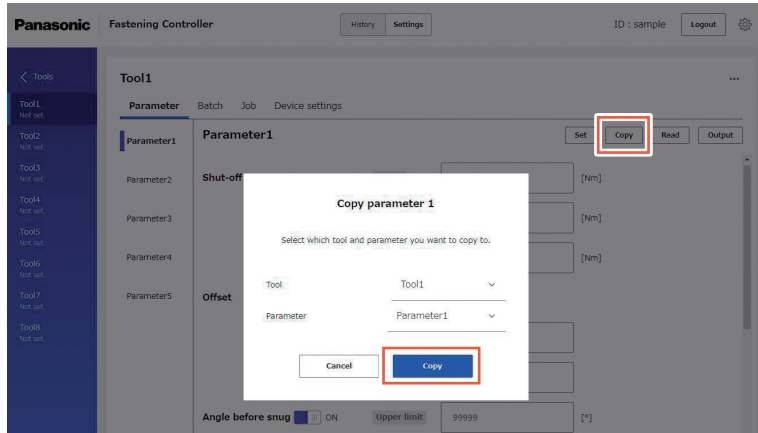 Panasonic Fastening Controller History Settings ID : sample Logout
Tools
Tool1
Not set
Tool2
Not set
Tool3
Not set
Tool4
Not set
Tool5
Not set
Tool6
Not set
Tool7
Not set
Tool8
Not set
Tool1
Parameter Batch Job Device settings
Parameter1
Parameter2
Parameter3
Parameter4
Parameter5
Parameter1 Set Copy Read Output
Shut-off [Nm]
[Nm]
[Nm]
Offset
Angle before snug ON Upper limit 99999 [°]
Copy parameter 1
Select which tool and parameter you want to copy to.
Tool Tool1
Parameter Parameter1
Cancel Copy